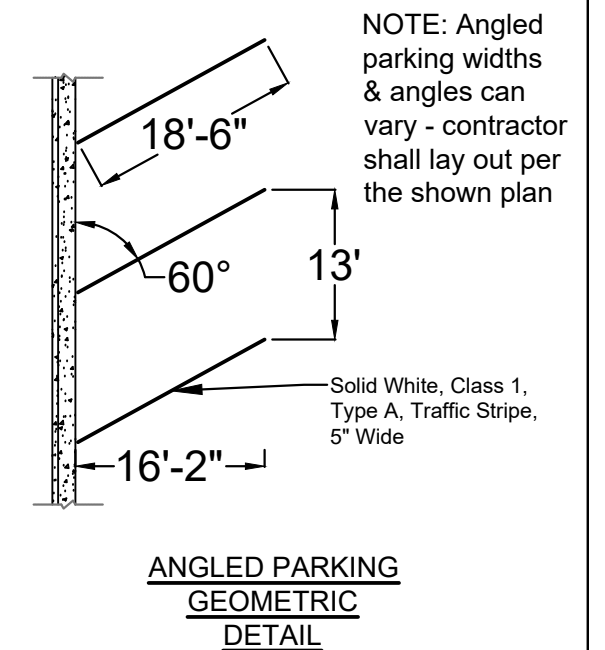 NOTE: Angled
parking widths
& angles can
vary - contractor
shall lay out per
the shown plan
18'-6"
60°
13'
Solid White, Class 1,
Type A, Traffic Stripe,
5" Wide
16'-2"
ANGLED PARKING
GEOMETRIC
DETAIL